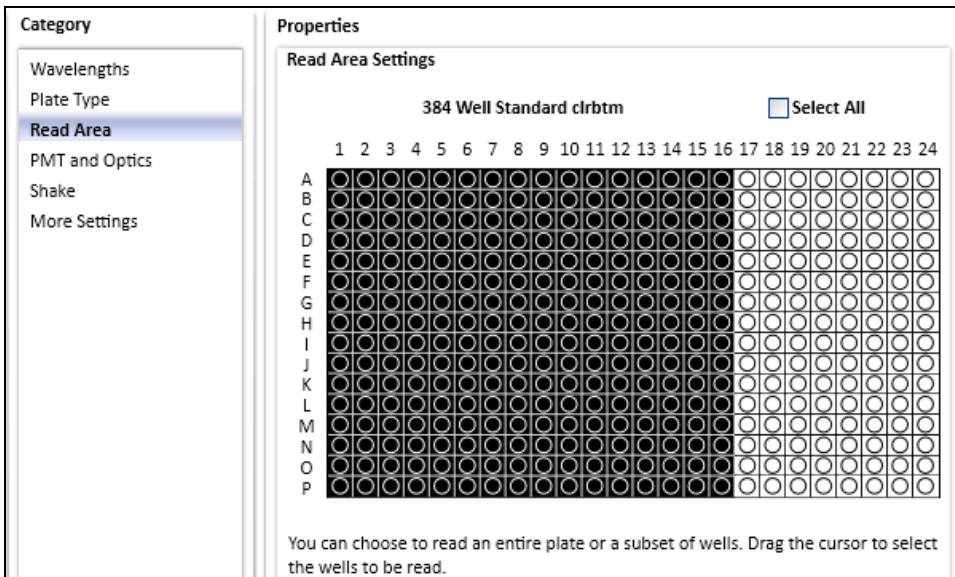 Category
Wavelengths
Plate Type
Read Area
PMT and Optics
Shake
More Settings
Properties
Read Area Settings
384 Well Standard clrbtm
Select All
1 2 3 4 5 6 7 8 9 10 11 12 13 14 15 16 17 18 19 20 21 22 23 24
A
B
C
D
E
F
G
H
I
J
K
L
M
N
O
P
You can choose to read an entire plate or a subset of wells. Drag the cursor to select
the wells to be read.